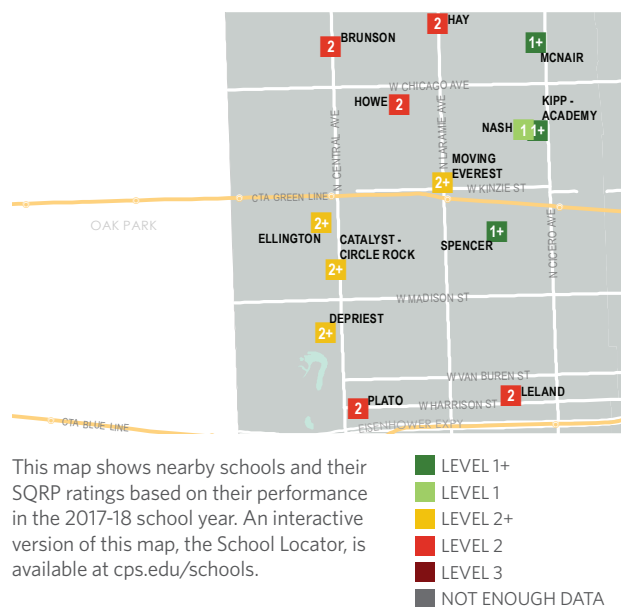 HAY
2
BRUNSON
2
1+
MCNAIR
W CHICAGO AVE
HOWE 2
KIPP -
ACADEMY
NASH 1 1+
N CENTRAL AVE
N LARAMIE AVE
MOVING
EVEREST
2+
W KINZIE ST
CTA GREEN LINE
OAK PARK
2+
ELLINGTON
CATALYST -
CIRCLE ROCK
2+
1+
SPENCER
N CICERO AVE
W MADISON ST
DEPRIEST
2+
W VAN BUREN ST
2 LELAND
PLATO
2
W HARRISON ST
CTA BLUE LINE
EISENHOWER EXPY
This map shows nearby schools and their
SQRP ratings based on their performance
in the 2017-18 school year. An interactive
version of this map, the School Locator, is
available at cps.edu/schools.
LEVEL 1+
LEVEL 1
LEVEL 2+
LEVEL 2
LEVEL 3
NOT ENOUGH DATA